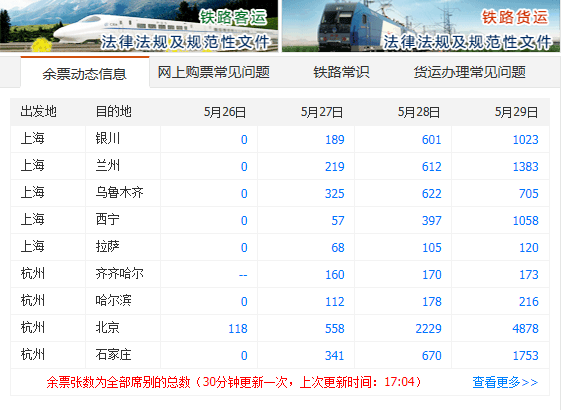 铁路客运
法律法规及规范性文件
铁路货运
法律法规及规范性文件
余票动态信息 网上购票常见问题 铁路常识 货运办理常见问题
出发地 目的地 5月26日 5月27日 5月28日 5月29日
上海 银川 0 189 601 1023
上海 兰州 0 219 612 1383
上海 乌鲁木齐 0 325 622 705
上海 西宁 0 57 397 1058
上海 拉萨 0 68 105 120
杭州 齐齐哈尔 -- 160 170 173
杭州 哈尔滨 0 112 178 216
杭州 北京 118 558 2229 4878
杭州 石家庄 0 341 670 1753
余票张数为全部席别的总数（30分钟更新一次，上次更新时间：17:04） 查看更多>>